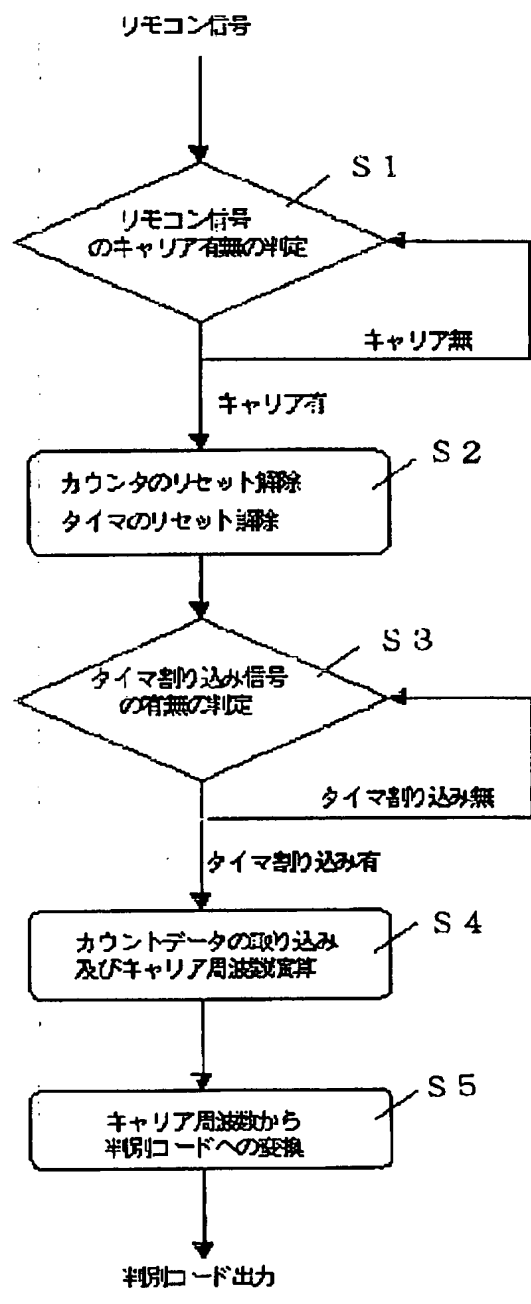 リモコン信号
S1
リモコン信号
のキャリア有無の判定
キャリア無
キャリア有
S2
カウンタのリセット解除
タイマのリセット解除
S3
タイマ割り込み信号
の有無の判定
タイマ割り込み無
タイマ割り込み有
S4
カウントデータの取り込み
及びキャリア周波数演算
S5
キャリア周波数から
判別コードへの変換
判別コード出力